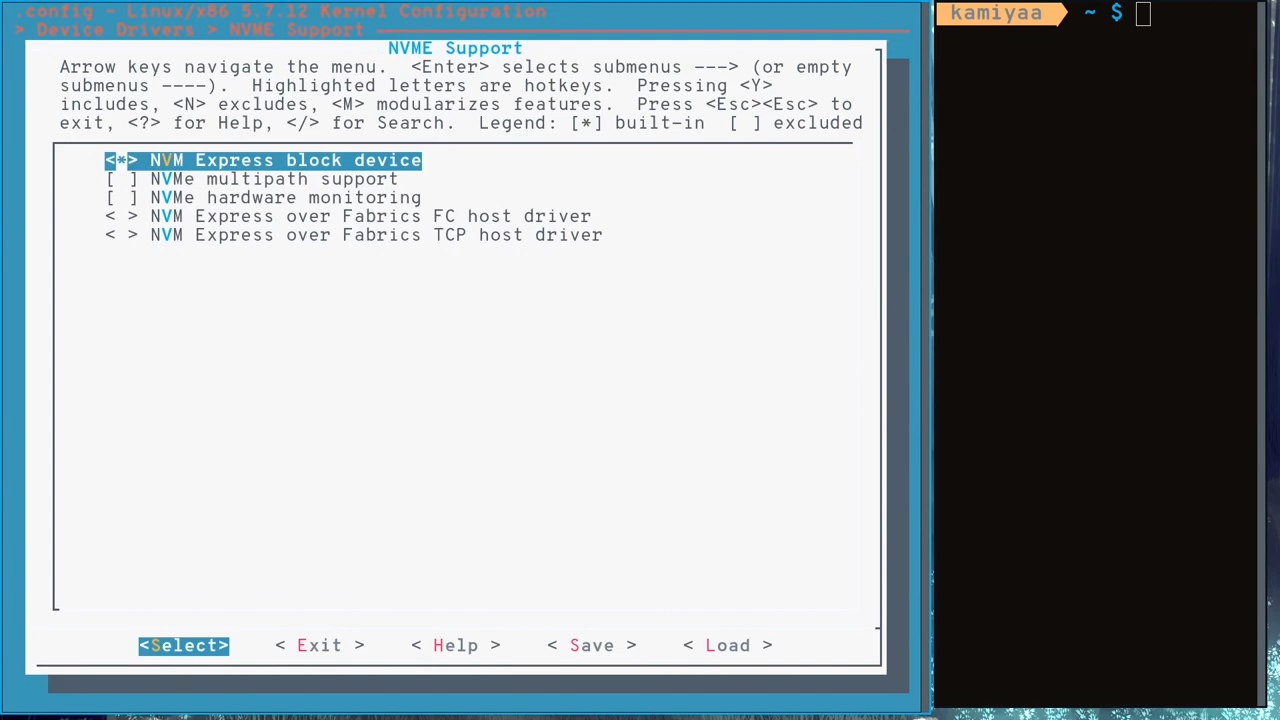 .config - Linux/x86 5.7.12 Kernel Configuration
> Device Drivers > NVME Support
NVME Support
Arrow keys navigate the menu.  <Enter> selects submenus ---> (or empty
submenus ----).  Highlighted letters are hotkeys.  Pressing <Y>
includes, <N> excludes, <M> modularizes features.  Press <Esc><Esc> to
exit, <?> for Help, </> for Search.  Legend: [*] built-in  [ ] excluded
<*> NVM Express block device
[ ] NVMe multipath support
[ ] NVMe hardware monitoring
< > NVM Express over Fabrics FC host driver
< > NVM Express over Fabrics TCP host driver
<Select>    < Exit >    < Help >    < Save >    < Load >
kamiyaa ~ $